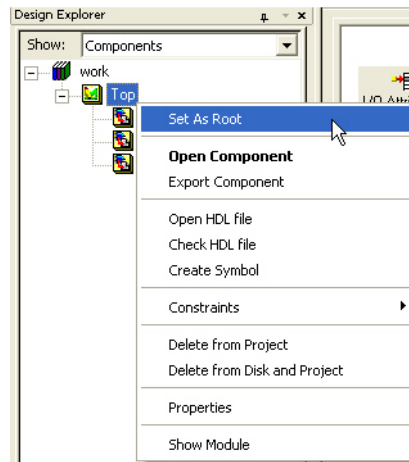 Design Explorer
Show: Components
work
Top
I/O Attri
Set As Root
Open Component
Export Component
Open HDL file
Check HDL file
Create Symbol
Constraints
Delete from Project
Delete from Disk and Project
Properties
Show Module